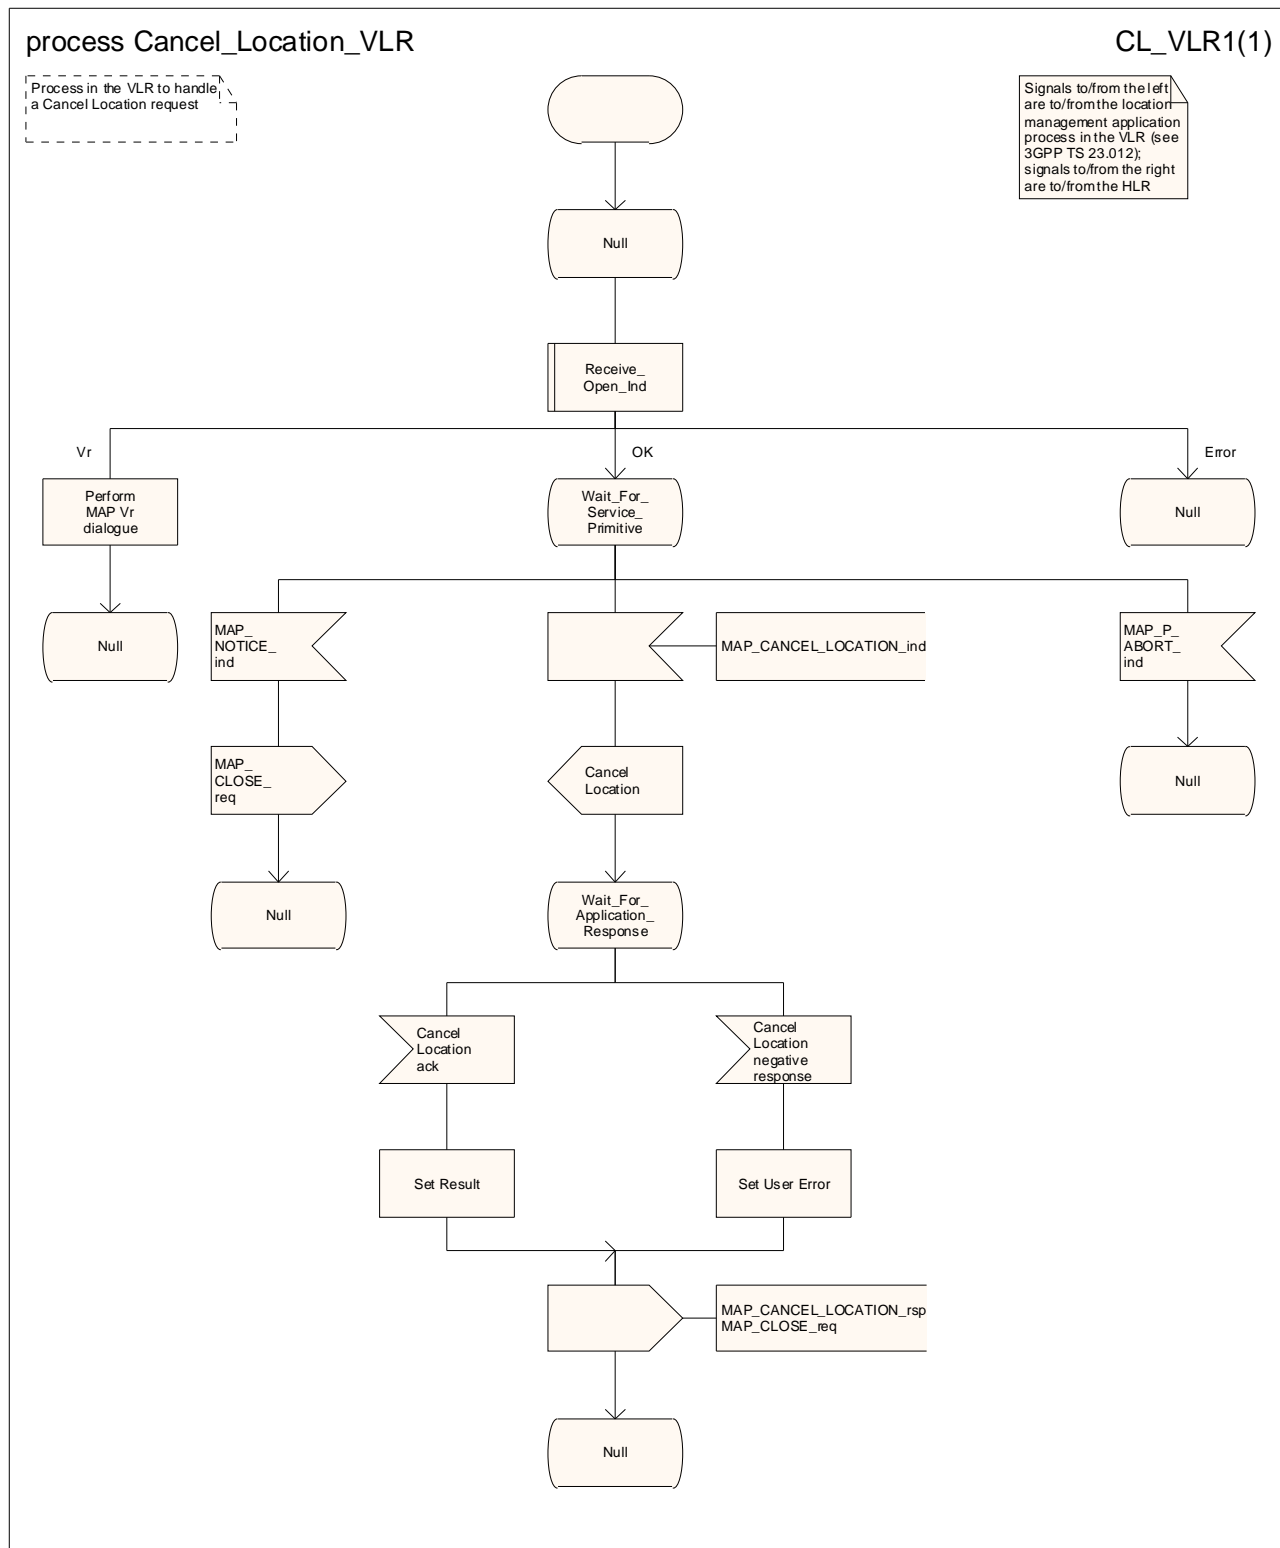 process Cancel_Location_VLR
CL_VLR1(1)
Process in the VLR to handle
a Cancel Location request
Signals to/from the left
are to/from the location
management application
process in the VLR (see
3GPP TS 23.012);
signals to/from the right
are to/from the HLR
Null
Receive_
Open_Ind
Vr
OK
Error
Perform
MAP Vr
dialogue
Wait_For_
Service_
Primitive
Null
Null
MAP_
NOTICE_
ind
MAP_CANCEL_LOCATION_ind
MAP_P_
ABORT_
ind
MAP_
CLOSE_
req
Cancel
Location
Null
Null
Wait_For_
Application_
Response
Cancel
Location
ack
Cancel
Location
negative
response
Set Result
Set User Error
MAP_CANCEL_LOCATION_rsp
MAP_CLOSE_req
Null